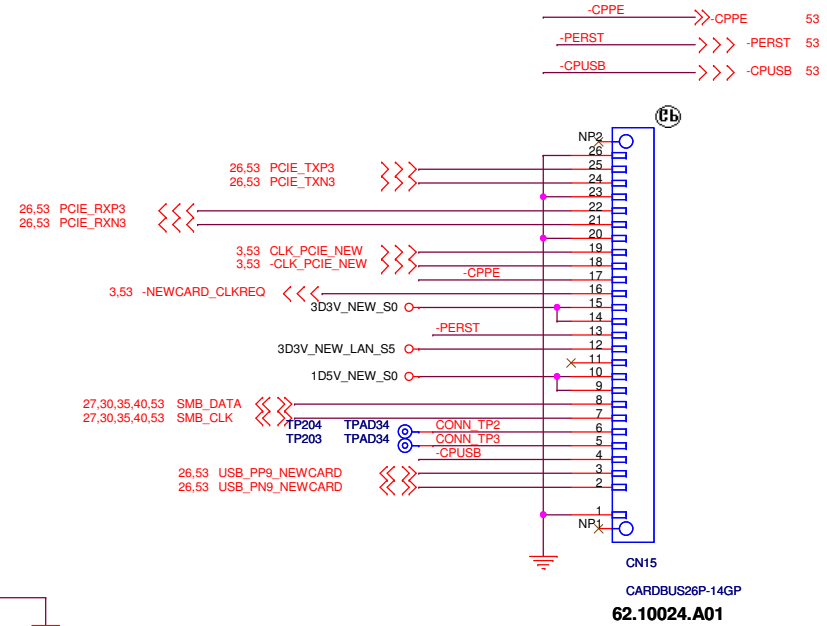 -CPPE -CPPE 53
-PERST -PERST 53
-CPUSB -CPUSB 53
NP2
26
26,53 PCIE_TXP3 25
26,53 PCIE_TXN3 24
23
26,53 PCIE_RXP3 22
26,53 PCIE_RXN3 21
20
3,53 CLK_PCIE_NEW 19
3,53 -CLK_PCIE_NEW 18
-CPPE 17
3,53 -NEWCARD_CLKREQ 16
3D3V_NEW_S0 15
14
-PERST 13
3D3V_NEW_LAN_S5 12
11
1D5V_NEW_S0 10
9
27,30,35,40,53 SMB_DATA 8
27,30,35,40,53 SMB_CLK 7
TP204 TPAD34 CONN_TP2 6
TP203 TPAD34 CONN_TP3 5
-CPUSB 4
26,53 USB_PP9_NEWCARD 3
26,53 USB_PN9_NEWCARD 2
1
NP1
CN15
CARDBUS26P-14GP
62.10024.A01